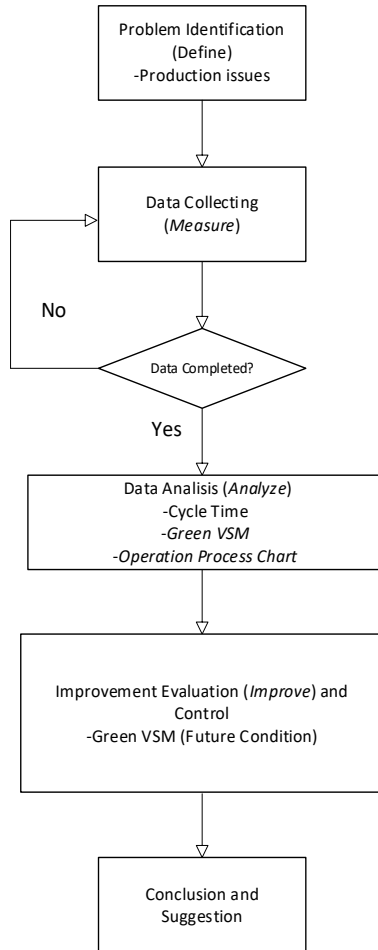 Problem Identification
(Define)
-Production issues
Data Collecting
(Measure)
No
Data Completed?
Yes
Data Analisis (Analyze)
-Cycle Time
-Green VSM
-Operation Process Chart
Improvement Evaluation (Improve) and
Control
-Green VSM (Future Condition)
Conclusion and
Suggestion